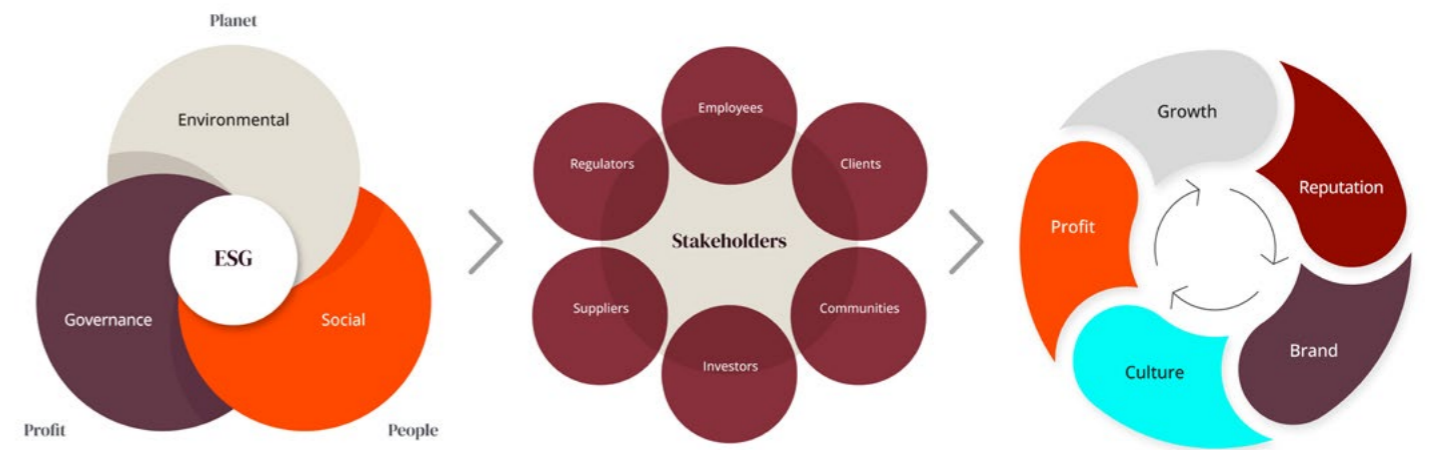 Planet
Environmental
ESG
Governance
Social
Profit
People
Employees
Regulators
Clients
Stakeholders
Suppliers
Communities
Investors
Growth
Reputation
Profit
Brand
Culture